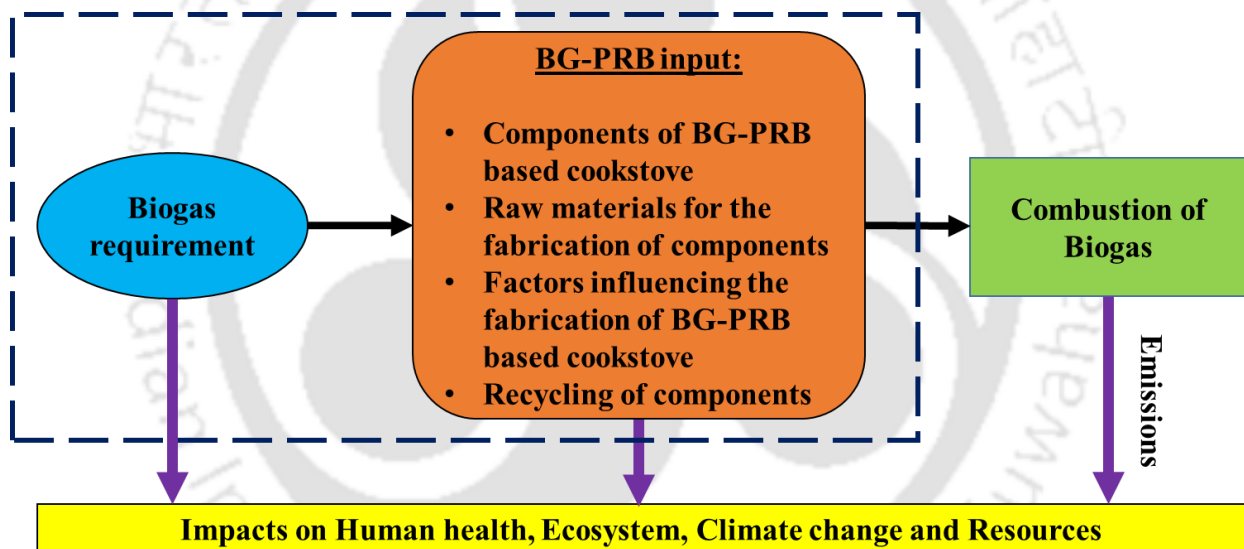 BG-PRB input:
• Components of BG-PRB
based cookstove
• Raw materials for the
fabrication of components
• Factors influencing the
fabrication of BG-PRB
based cookstove
• Recycling of components
Biogas
requirement
Combustion of
Biogas
Emissions
Impacts on Human health, Ecosystem, Climate change and Resources